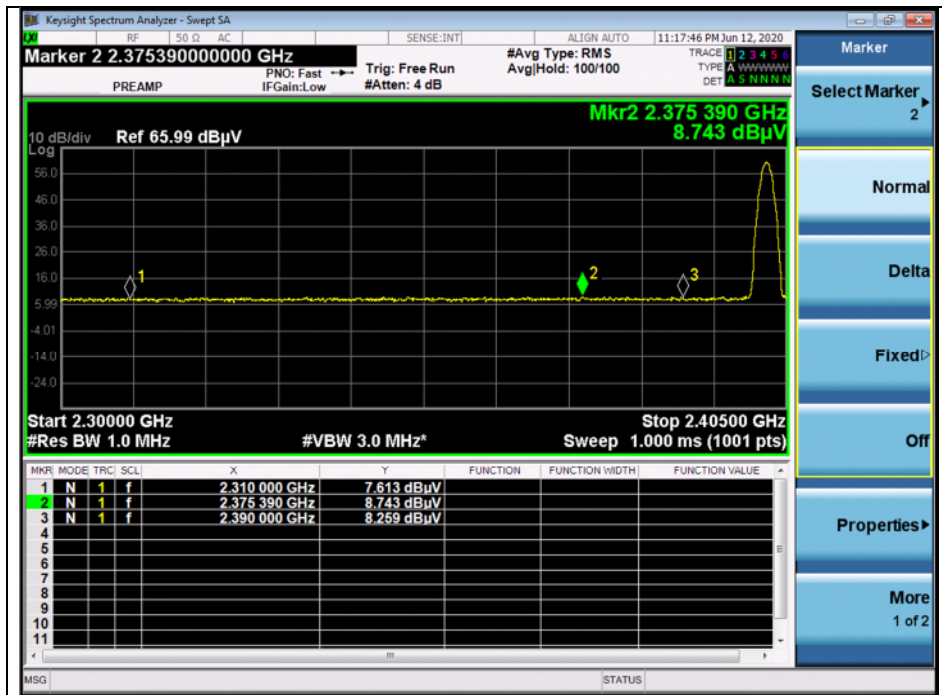 Keysight Spectrum Analyzer - Swept SA
RF 50 Ω AC SENSE:INT ALIGN AUTO 11:17:46 PM Jun 12, 2020
Marker 2 2.375390000000 GHz
PREAMP
PNO: Fast
IFGain:Low
Trig: Free Run
#Atten: 4 dB
#Avg Type: RMS
Avg|Hold: 100/100
TRACE 1 2 3 4 5 6
TYPE A WWWWW
DET A S N N N N
Mkr2 2.375 390 GHz
8.743 dBµV
10 dB/div Ref 65.99 dBµV
Log
56.0
46.0
36.0
26.0
16.0
5.99
-4.01
-14.0
-24.0
1
2
3
Start 2.30000 GHz Stop 2.40500 GHz
#Res BW 1.0 MHz #VBW 3.0 MHz* Sweep 1.000 ms (1001 pts)
MKR MODE TRC SCL X Y FUNCTION FUNCTION WIDTH FUNCTION VALUE
1 N 1 f 2.310 000 GHz 7.613 dBµV
2 N 1 f 2.375 390 GHz 8.743 dBµV
3 N 1 f 2.390 000 GHz 8.259 dBµV
4
5
6
7
8
9
10
11
MSG STATUS
Marker
Select Marker
2
Normal
Delta
Fixed
Off
Properties
More
1 of 2